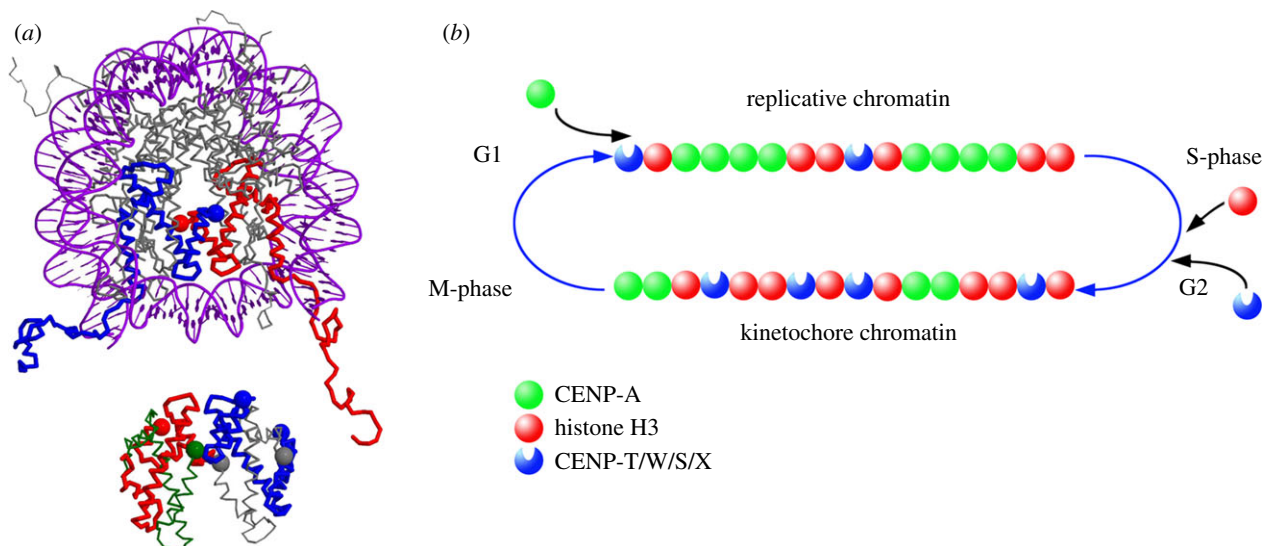 (a)
(b)
replicative chromatin
G1
S-phase
M-phase
G2
kinetochore chromatin
CENP-A
histone H3
CENP-T/W/S/X